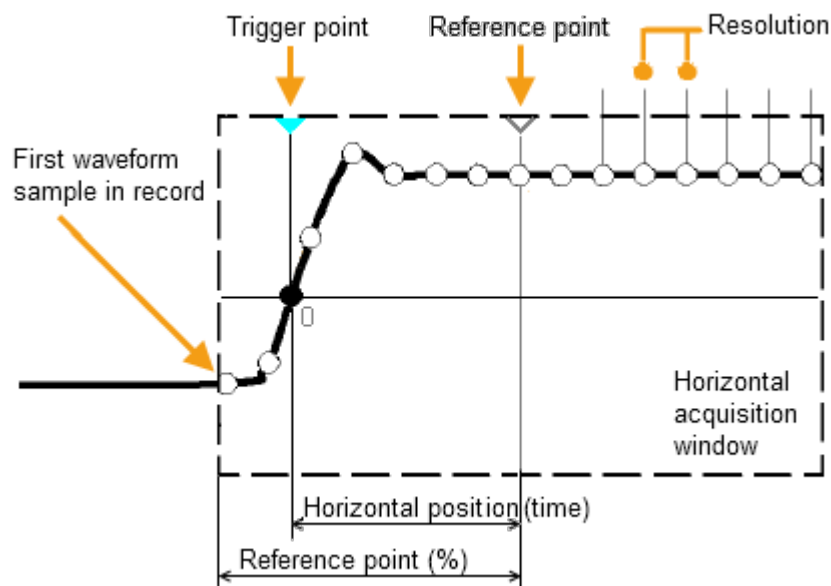 Trigger point
Reference point
Resolution
First waveform
sample in record
0
Horizontal
acquisition
window
Horizontal position (time)
Reference point (%)